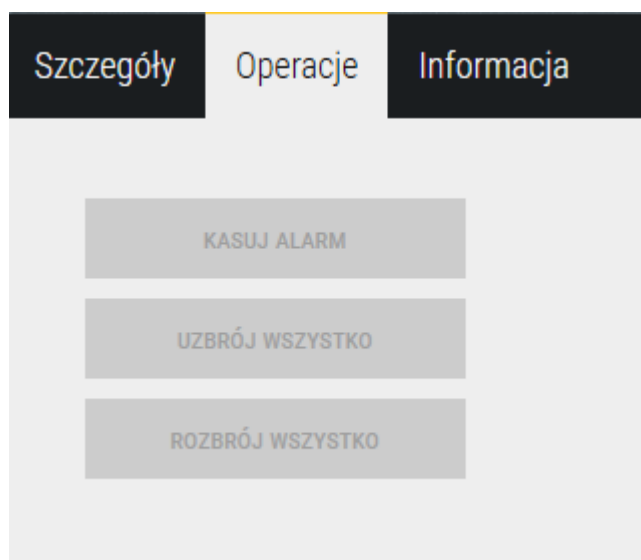 Szczegóły Operacje Informacja
KASUJ ALARM
UZBRÓJ WSZYSTKO
ROZBRÓJ WSZYSTKO